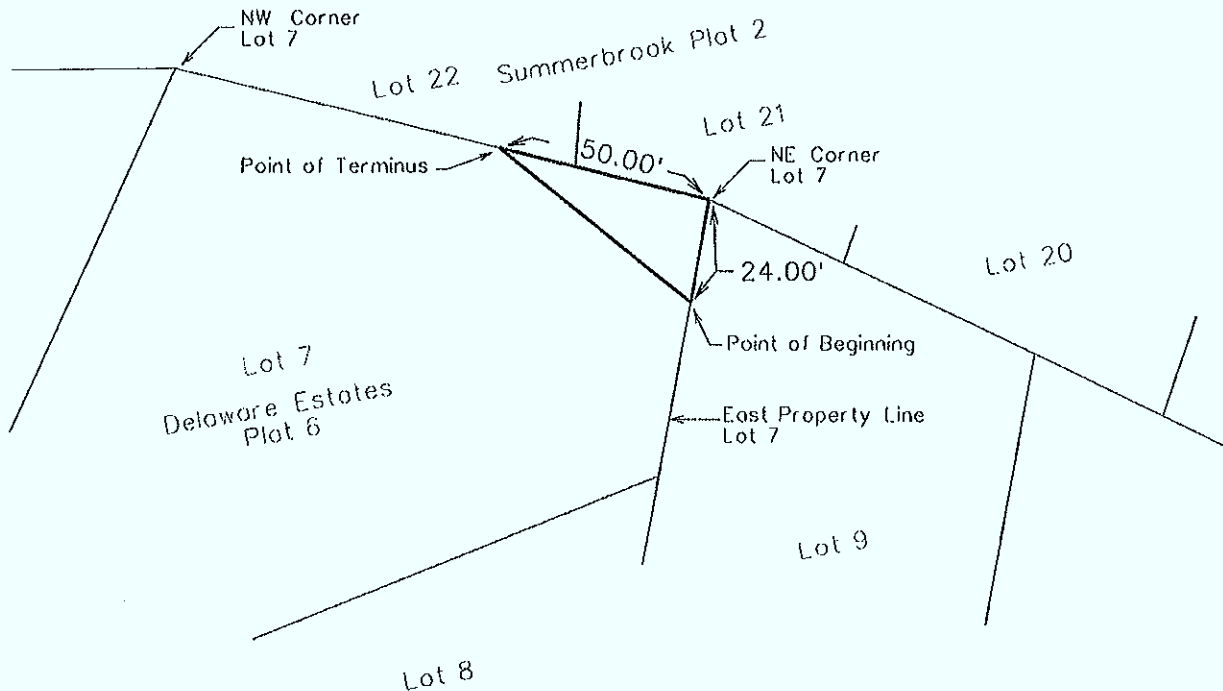 NW Corner
Lot 7
Lot 22 Summerbrook Plat 2
Lot 21
50.00'
Point of Terminus
NE Corner
Lot 7
Lot 20
24.00'
Point of Beginning
Lot 7
Delaware Estates
Plat 6
East Property Line
Lot 7
Lot 9
Lot 8